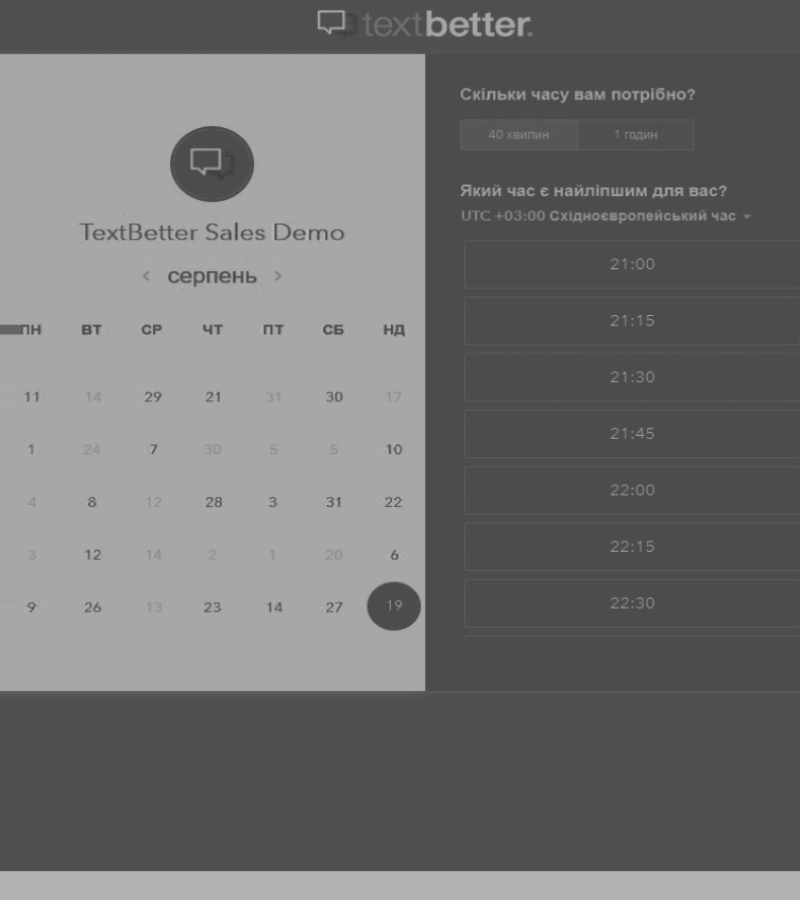 textbetter.
TextBetter Sales Demo
< серпень >
ПН ВТ СР ЧТ ПТ СБ НД
11 14 29 21 31 30 17
1 24 7 30 5 5 10
4 8 12 28 3 31 22
3 12 14 2 1 20 6
9 26 13 23 14 27 19
Скільки часу вам потрібно?
40 хвилин 1 годин
Який час є найліпшим для вас?
UTC +03:00 Східноєвропейський час
21:00
21:15
21:30
21:45
22:00
22:15
22:30